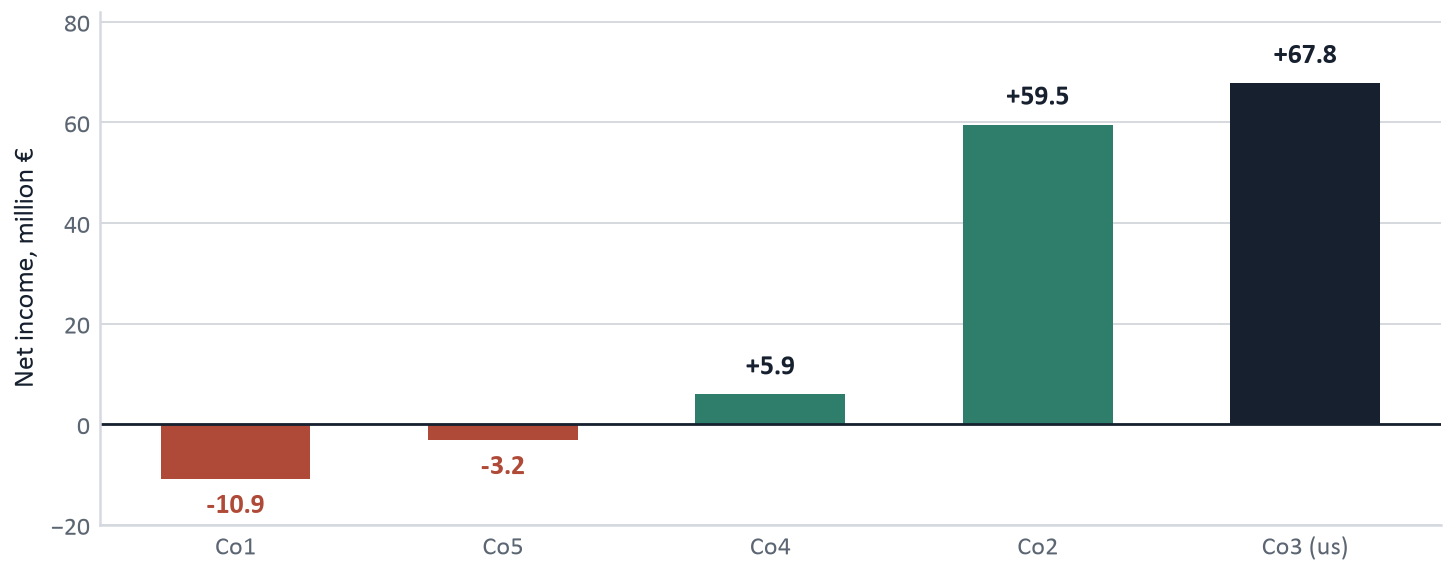 80
60
40
20
0
−20
Net income, million €
-10.9
-3.2
+5.9
+59.5
+67.8
Co1
Co5
Co4
Co2
Co3 (us)